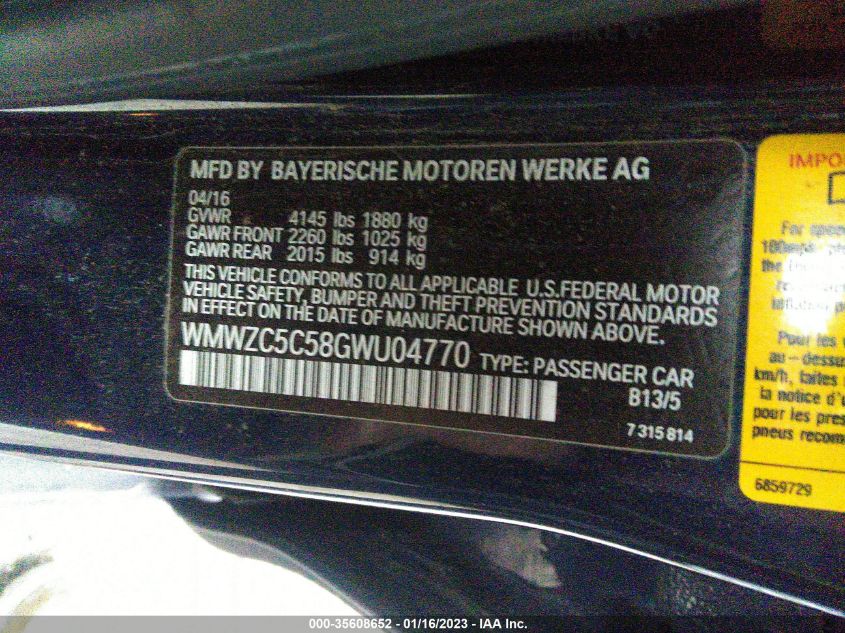 MFD BY BAYERISCHE MOTOREN WERKE AG
04/16
GVWR 4145 lbs 1880 kg
GAWR FRONT 2260 lbs 1025 kg
GAWR REAR 2015 lbs 914 kg
THIS VEHICLE CONFORMS TO ALL APPLICABLE U.S.FEDERAL MOTOR
VEHICLE SAFETY, BUMPER AND THEFT PREVENTION STANDARDS
IN EFFECT ON THE DATE OF MANUFACTURE SHOWN ABOVE.
WMWZC5C58GWU04770 TYPE: PASSENGER CAR
B13/5
7 315 814
For
100mph
the
Pour les
au-dessu
km/h, faites
la notice d'u
pour les pres
pneus recom
6859729
000-35608652 - 01/16/2023 - IAA Inc.